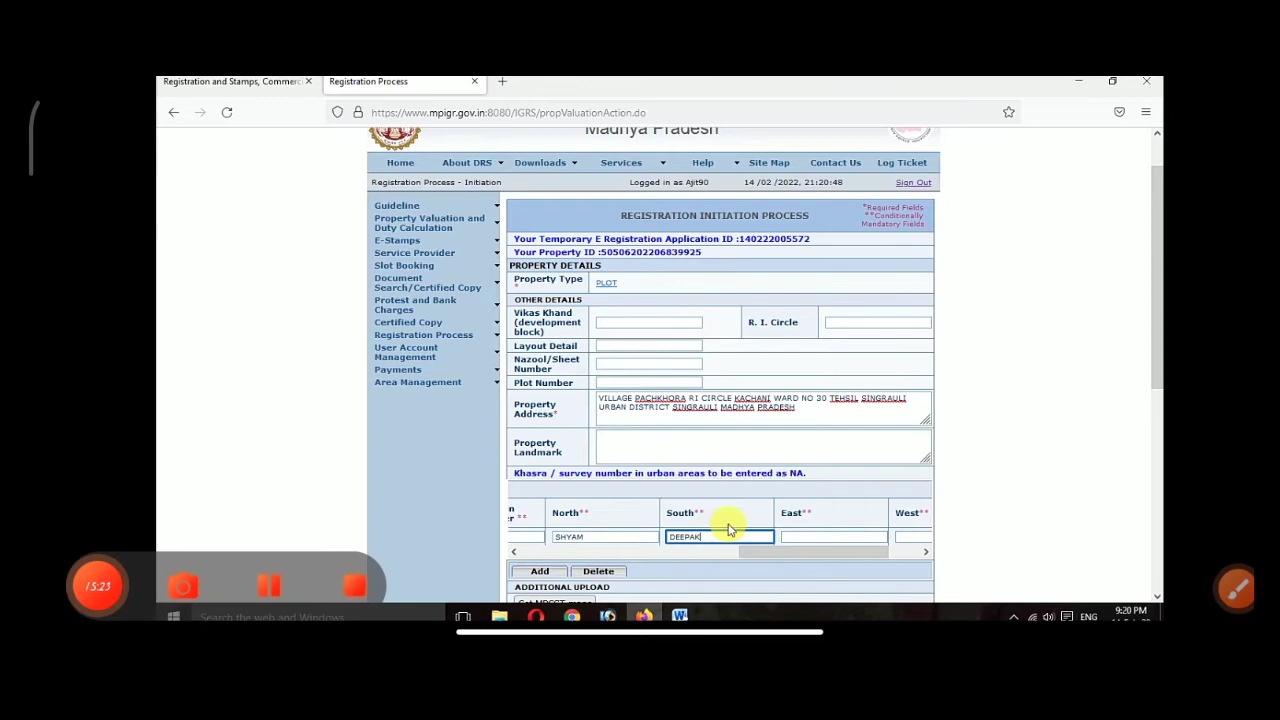 Registration and Stamps, Commerci
Registration Process
https://www.mpigr.gov.in:8080/IGRS/propValuationAction.do
Madhya Pradesh
Home About DRS Downloads Services Help Site Map Contact Us Log Ticket
Registration Process - Initiation Logged in as Ajit90 14 /02 /2022, 21:20:48 Sign Out
Guideline
Property Valuation and
Duty Calculation
E-Stamps
Service Provider
Slot Booking
Document
Search/Certified Copy
Protest and Bank
Charges
Certified Copy
Registration Process
User Account
Management
Payments
Area Management
REGISTRATION INITIATION PROCESS
*Required Fields
**Conditionally
Mandatory Fields
Your Temporary E Registration Application ID :140222005572
Your Property ID :50506202206839925
PROPERTY DETAILS
Property Type
* PLOT
OTHER DETAILS
Vikas Khand
(development
block)
R. I. Circle
Layout Detail
Nazool/Sheet
Number
Plot Number
Property
Address*
VILLAGE PACHKHORA RI CIRCLE KACHANI WARD NO 30 TEHSIL SINGRAULI
URBAN DISTRICT SINGRAULI MADHYA PRADESH
Property
Landmark
Khasra / survey number in urban areas to be entered as NA.
North** South** East** West**
SHYAM DEEPAK
Add Delete
ADDITIONAL UPLOAD
15:23
Search the web and Windows
ENG
9:20 PM